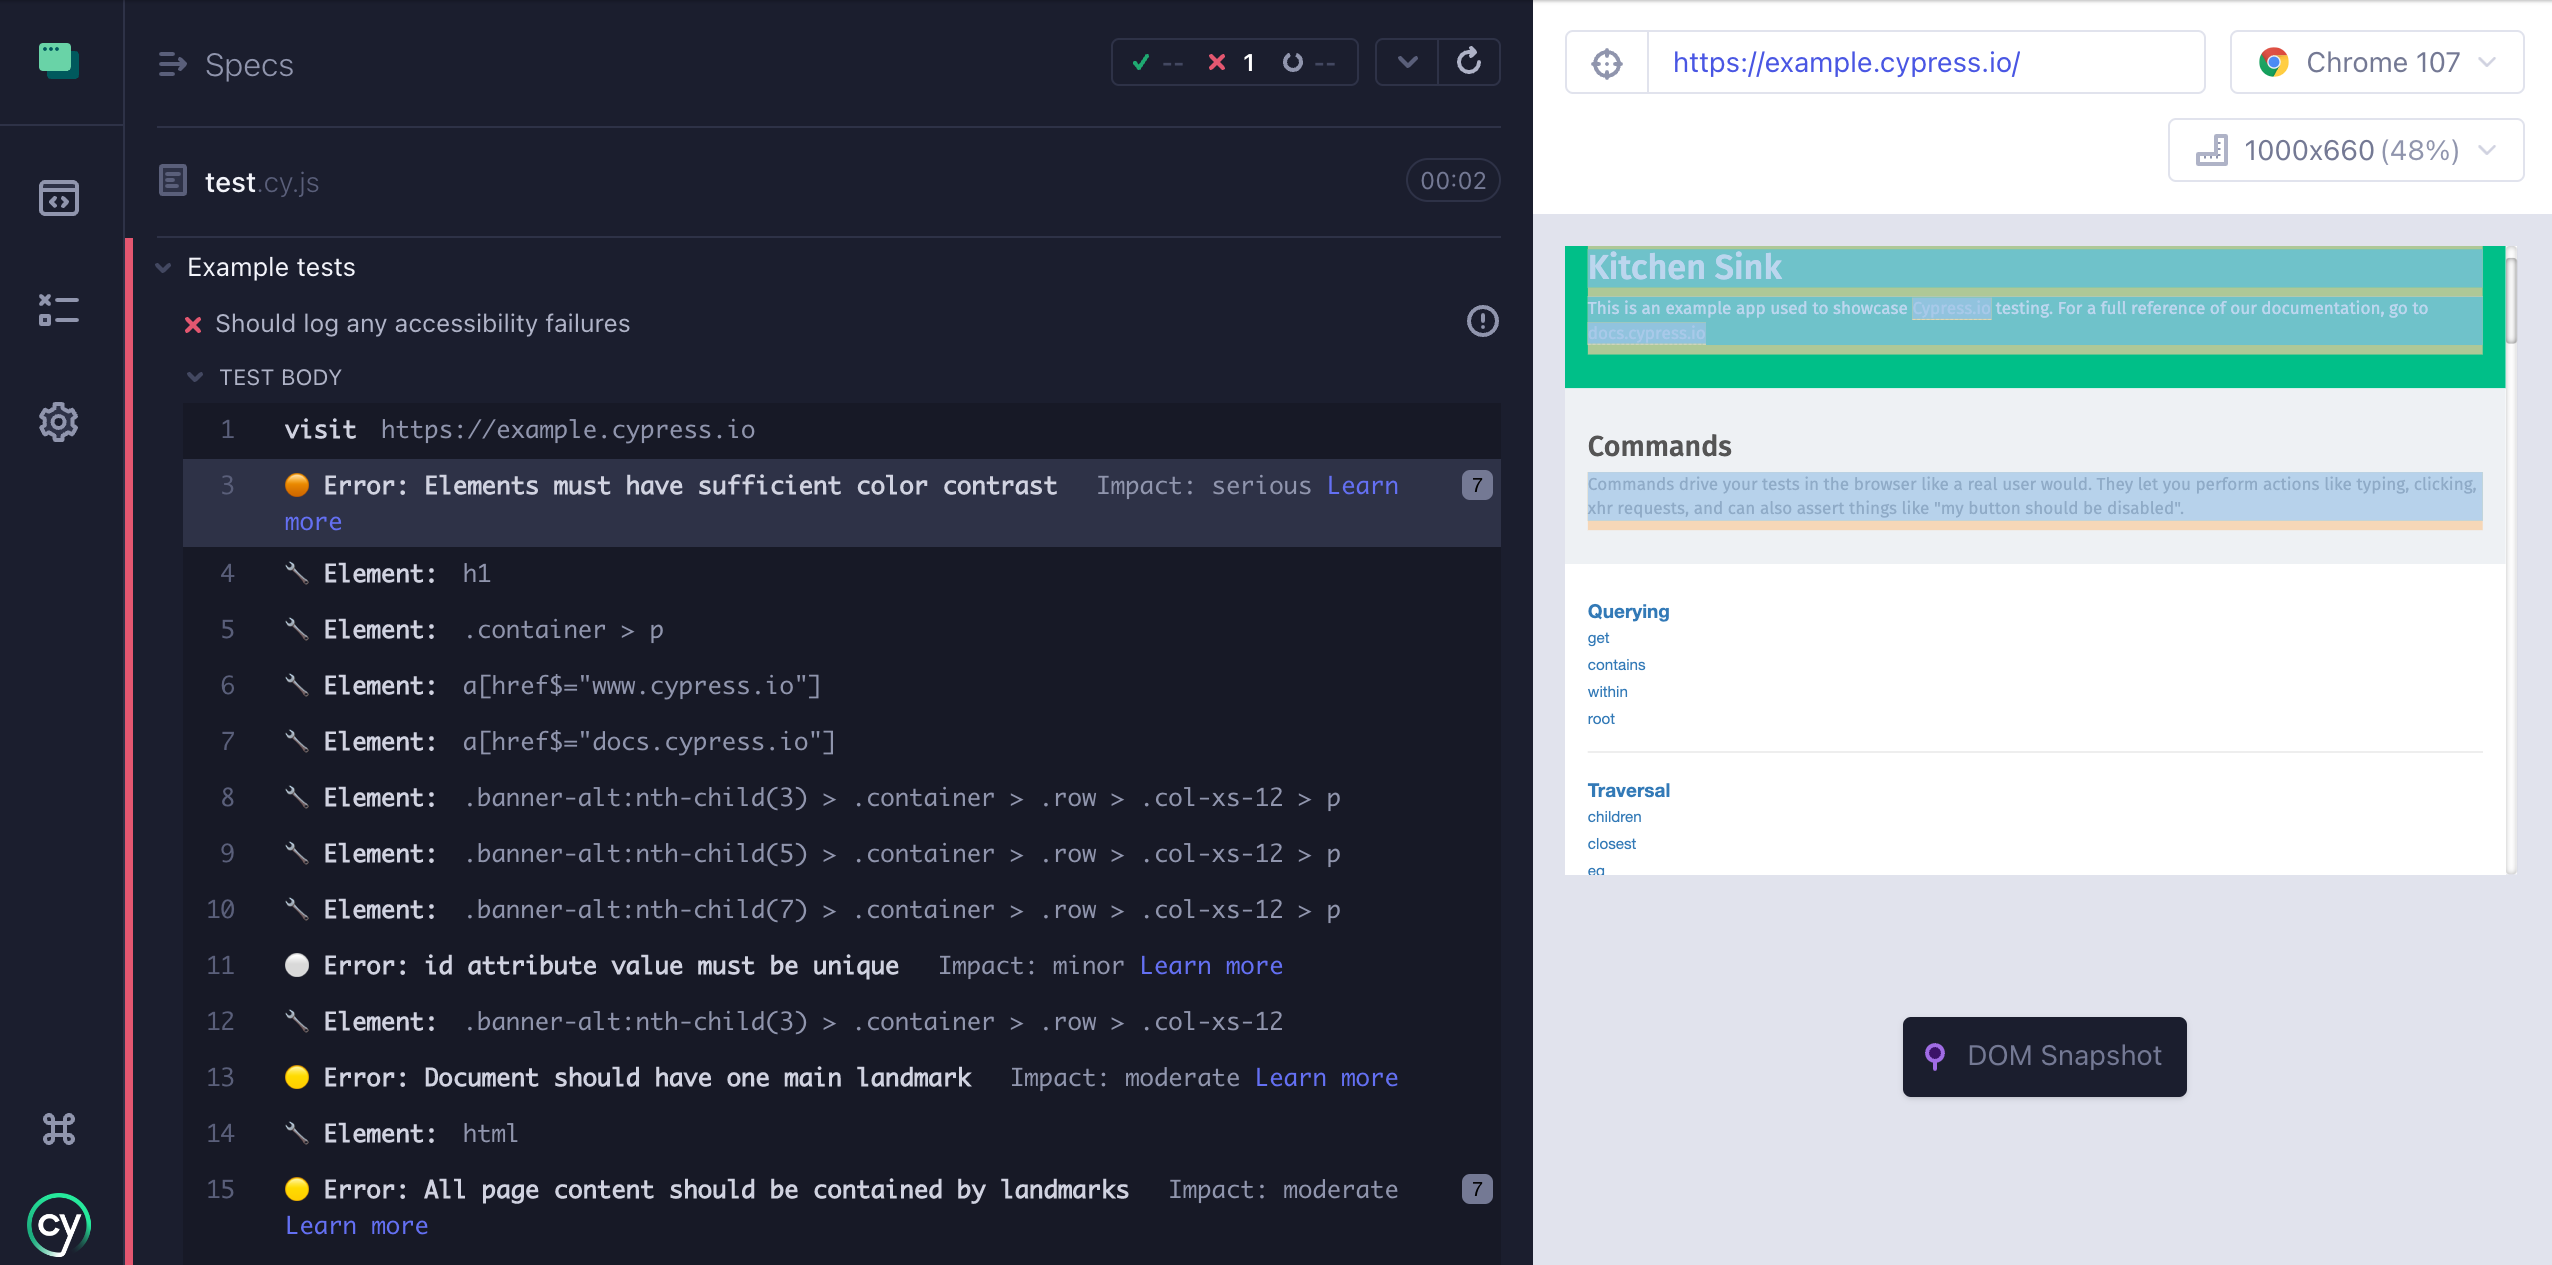 Specs
-- 1 --
test.cy.js
00:02
Example tests
Should log any accessibility failures
TEST BODY
1 visit https://example.cypress.io
3 Error: Elements must have sufficient color contrast Impact: serious Learn 7
more
4 Element: h1
5 Element: .container > p
6 Element: a[href$="www.cypress.io"]
7 Element: a[href$="docs.cypress.io"]
8 Element: .banner-alt:nth-child(3) > .container > .row > .col-xs-12 > p
9 Element: .banner-alt:nth-child(5) > .container > .row > .col-xs-12 > p
10 Element: .banner-alt:nth-child(7) > .container > .row > .col-xs-12 > p
11 Error: id attribute value must be unique Impact: minor Learn more
12 Element: .banner-alt:nth-child(3) > .container > .row > .col-xs-12
13 Error: Document should have one main landmark Impact: moderate Learn more
14 Element: html
15 Error: All page content should be contained by landmarks Impact: moderate 7
Learn more
cy
https://example.cypress.io/
Chrome 107
1000x660 (48%)
Kitchen Sink
This is an example app used to showcase Cypress.io testing. For a full reference of our documentation, go to
docs.cypress.io
Commands
Commands drive your tests in the browser like a real user would. They let you perform actions like typing, clicking,
xhr requests, and can also assert things like "my button should be disabled".
Querying
get
contains
within
root
Traversal
children
closest
eq
DOM Snapshot